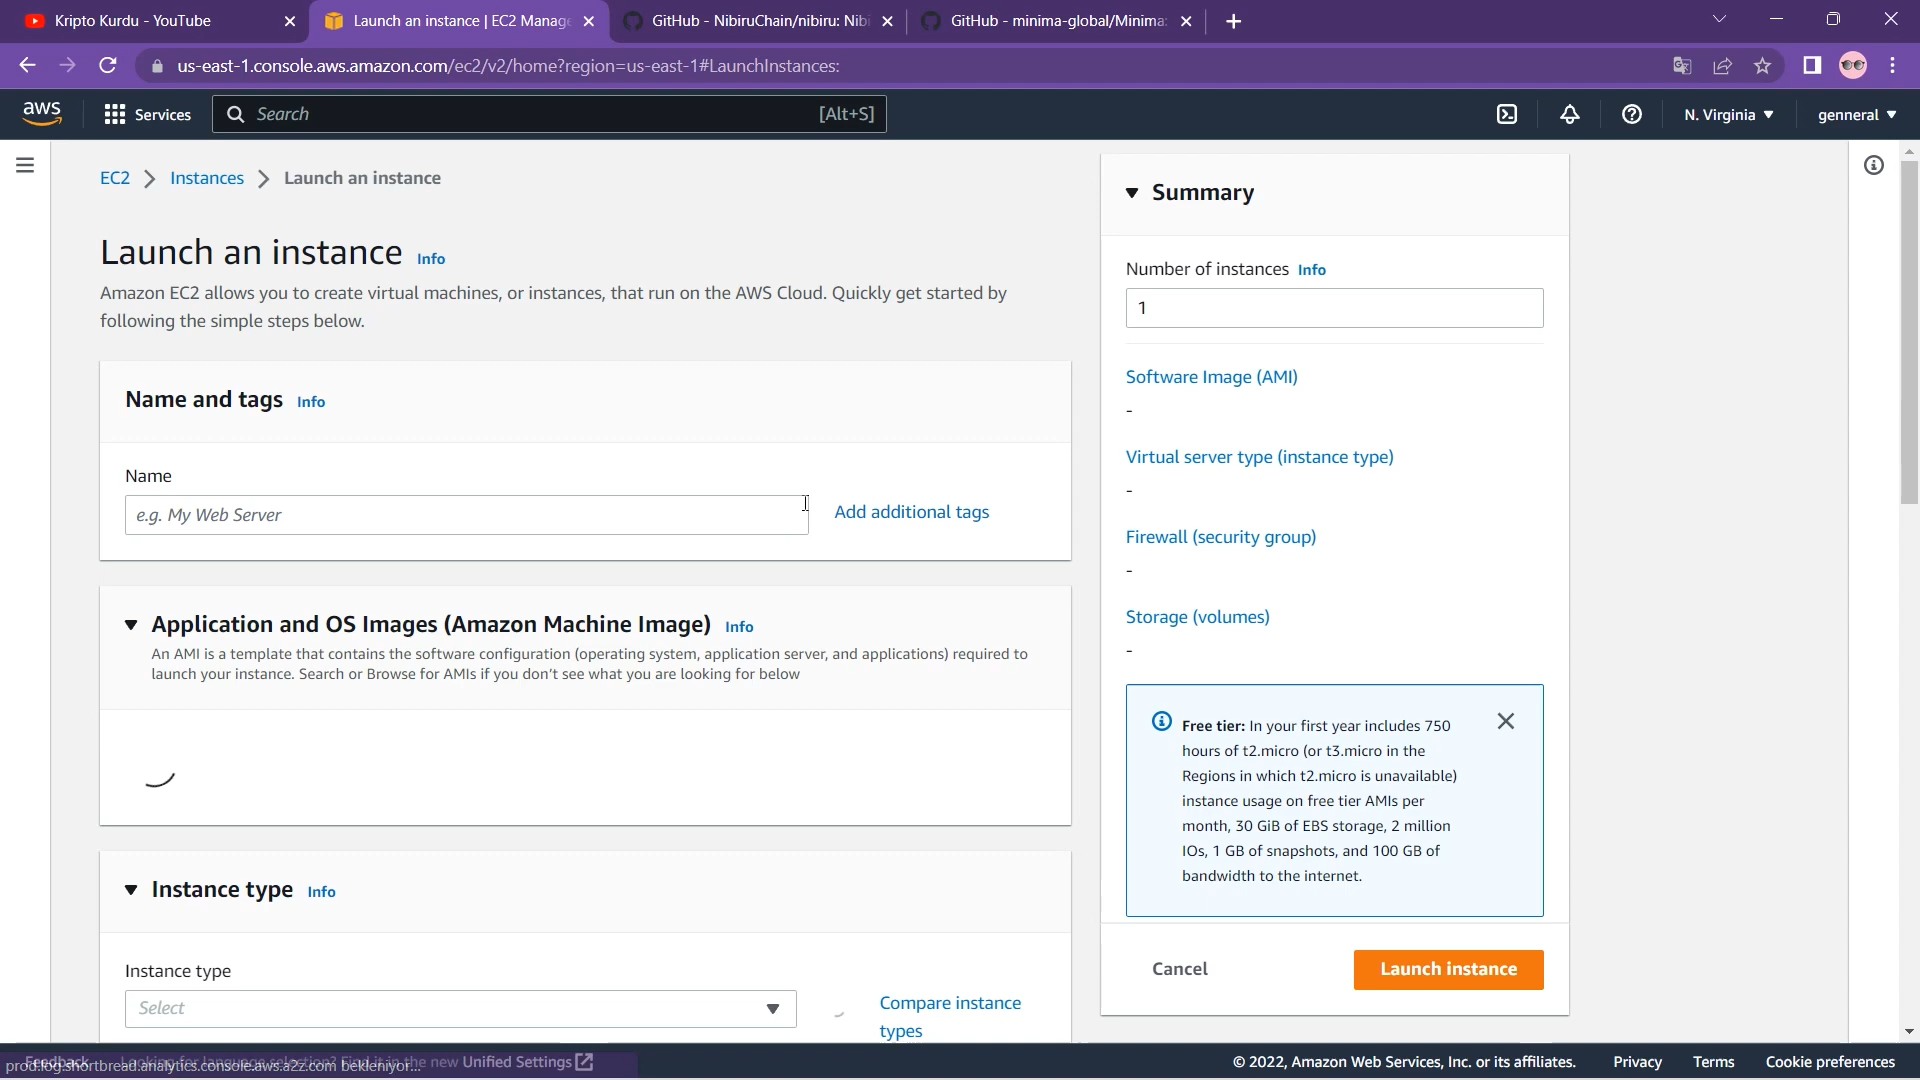 Kripto Kurdu - YouTube
Launch an instance | EC2 Manage
GitHub - NibiruChain/nibiru: Nibi
GitHub - minima-global/Minima:
us-east-1.console.aws.amazon.com/ec2/v2/home?region=us-east-1#LaunchInstances:
aws
Services
Search
[Alt+S]
N. Virginia
genneral
EC2
Instances
Launch an instance
Launch an instance Info
Amazon EC2 allows you to create virtual machines, or instances, that run on the AWS Cloud. Quickly get started by
following the simple steps below.
Name and tags Info
Name
e.g. My Web Server
Add additional tags
Application and OS Images (Amazon Machine Image) Info
An AMI is a template that contains the software configuration (operating system, application server, and applications) required to
launch your instance. Search or Browse for AMIs if you don't see what you are looking for below
Instance type Info
Instance type
Select
Compare instance
types
Summary
Number of instances Info
1
Software Image (AMI)
-
Virtual server type (instance type)
-
Firewall (security group)
-
Storage (volumes)
-
Free tier: In your first year includes 750
hours of t2.micro (or t3.micro in the
Regions in which t2.micro is unavailable)
instance usage on free tier AMIs per
month, 30 GiB of EBS storage, 2 million
IOs, 1 GB of snapshots, and 100 GB of
bandwidth to the internet.
Cancel
Launch instance
Feedback
Looking for language selection? Find it in the new Unified Settings
prod.log.shortbread.analytics.console.aws.a2z.com bekleniyor...
© 2022, Amazon Web Services, Inc. or its affiliates.
Privacy
Terms
Cookie preferences